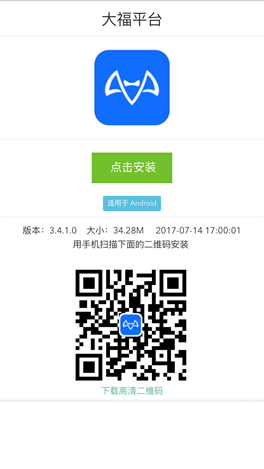 大福平台
点击安装
适用于 Android
版本：3.4.1.0 大小：34.28M 2017-07-14 17:00:01
用手机扫描下面的二维码安装
下载高清二维码